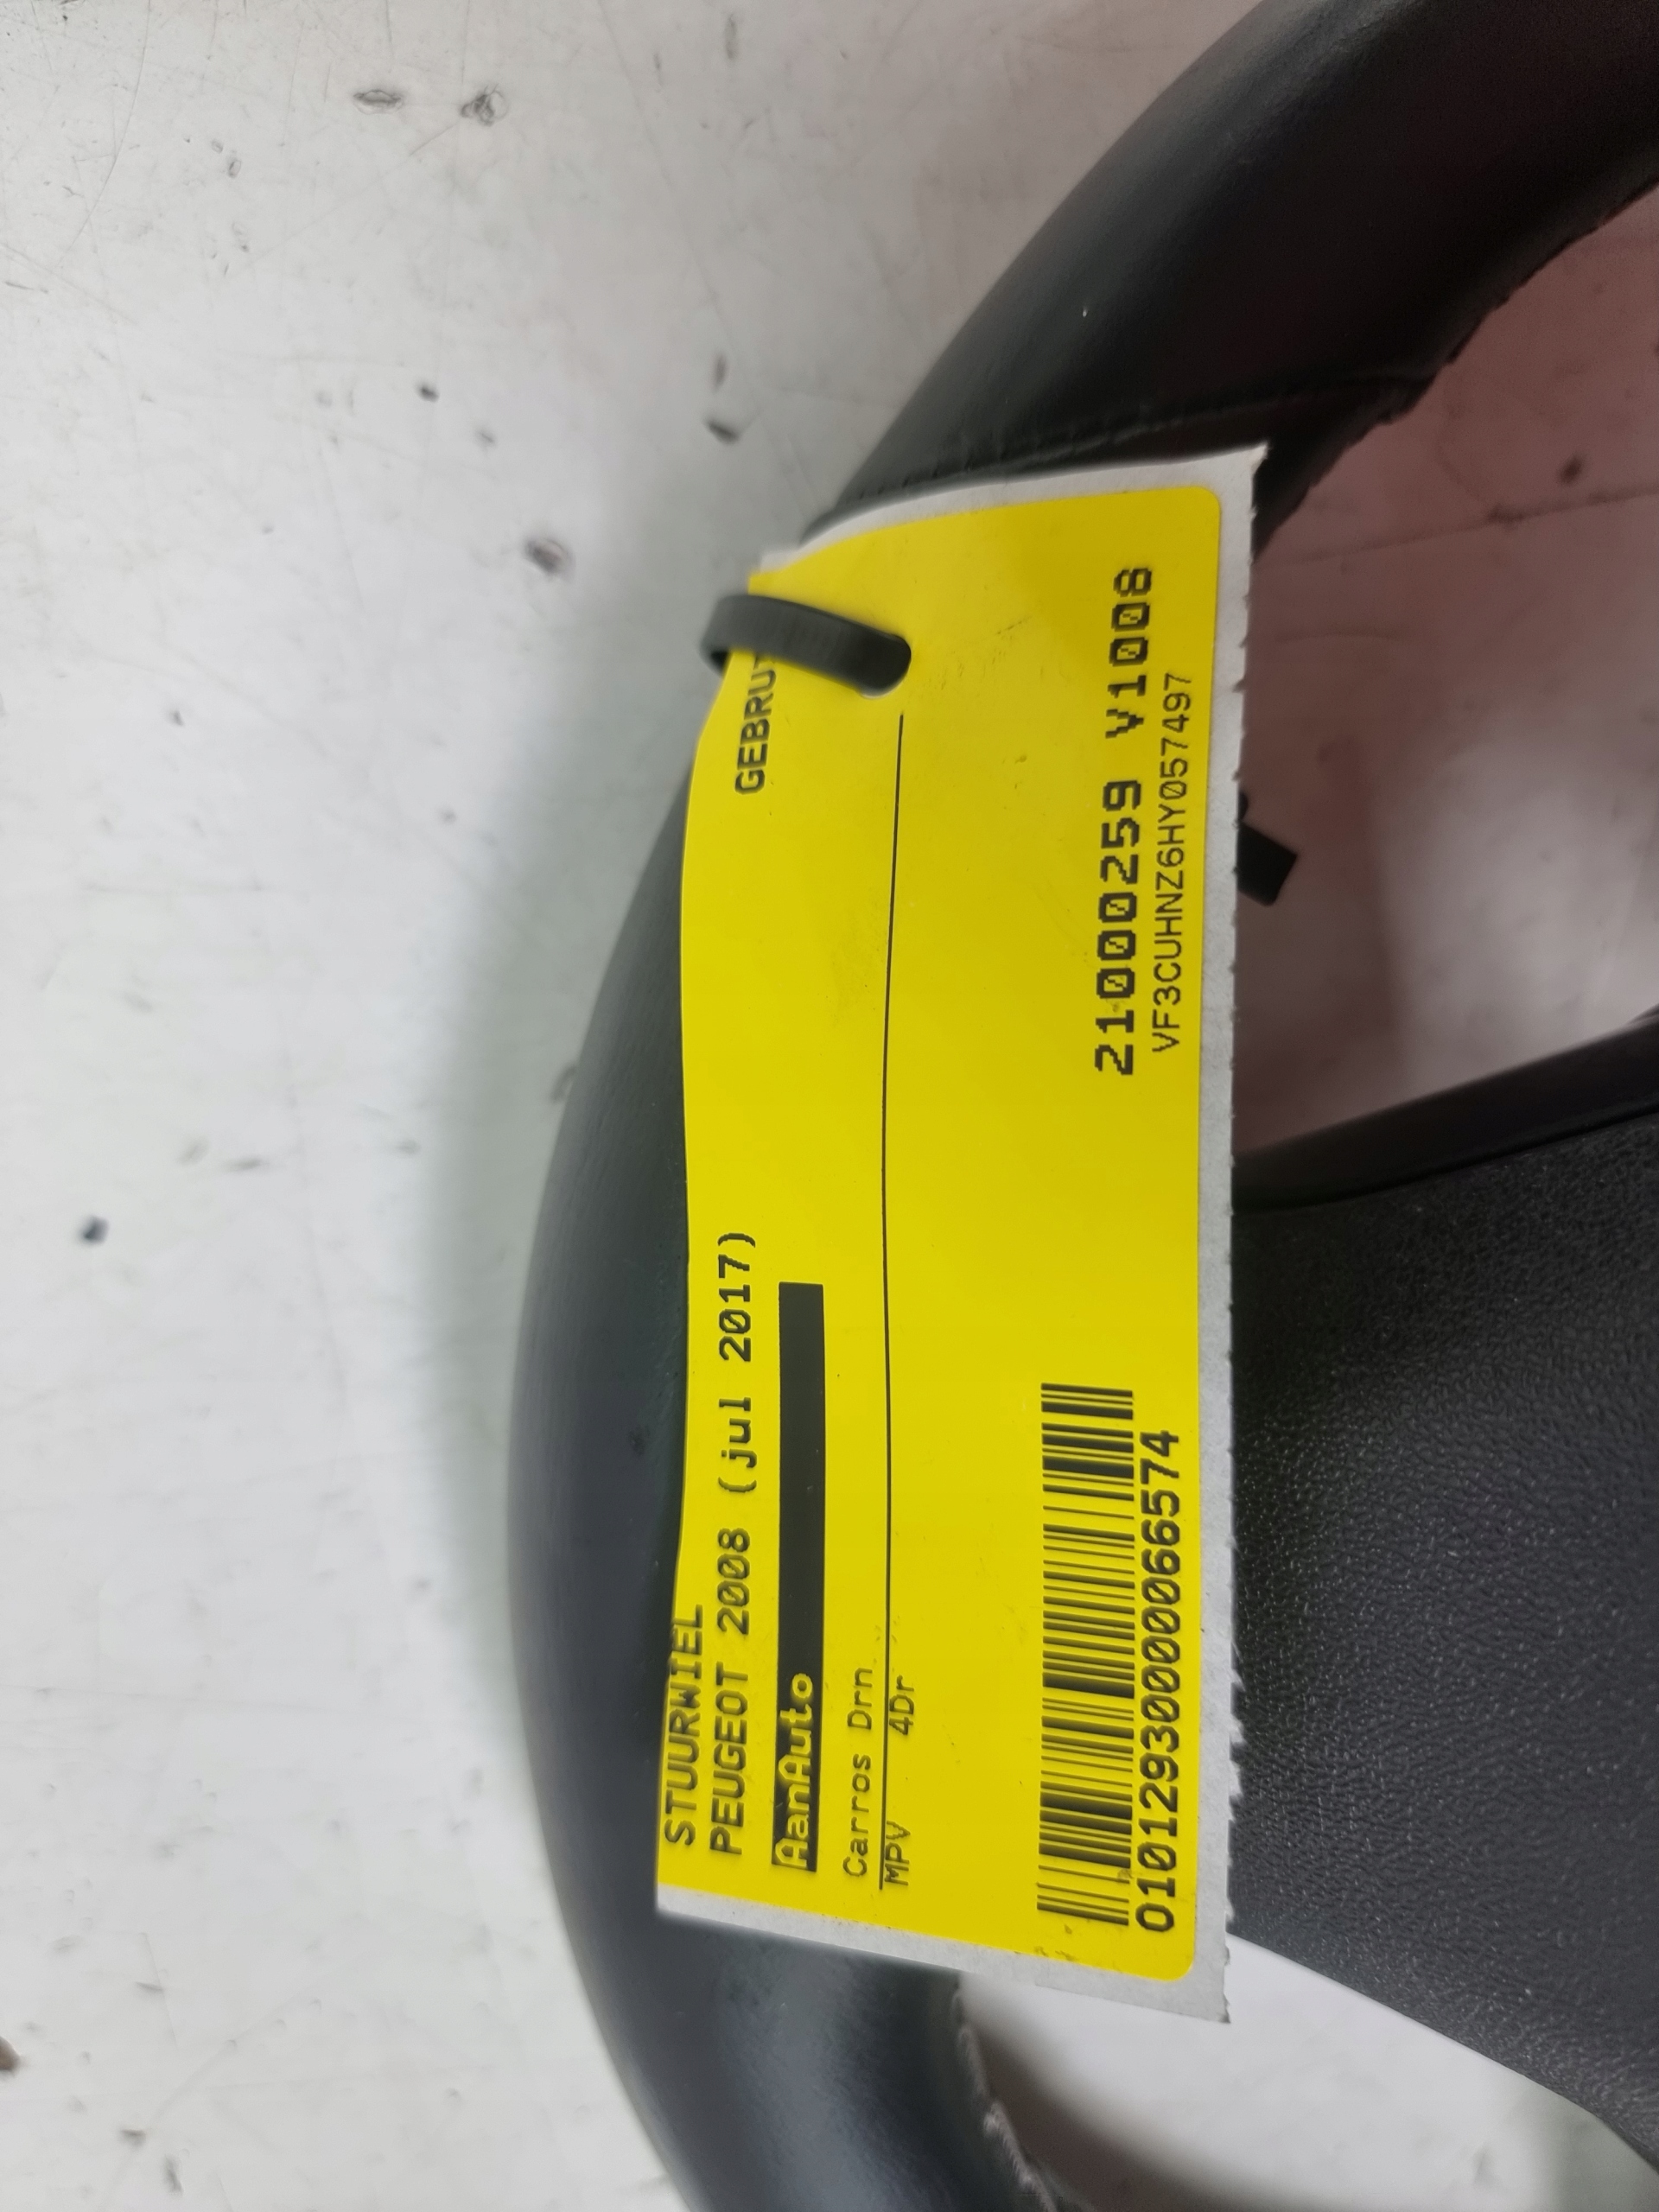 STUURWIEL
PEUGEOT 2008 (jul 2017)
GEBRU
AanAuto
Carros Drn
MPV 4Dr
21000259 V1008
VF3CUHNZ6HY057497
0101293000066574